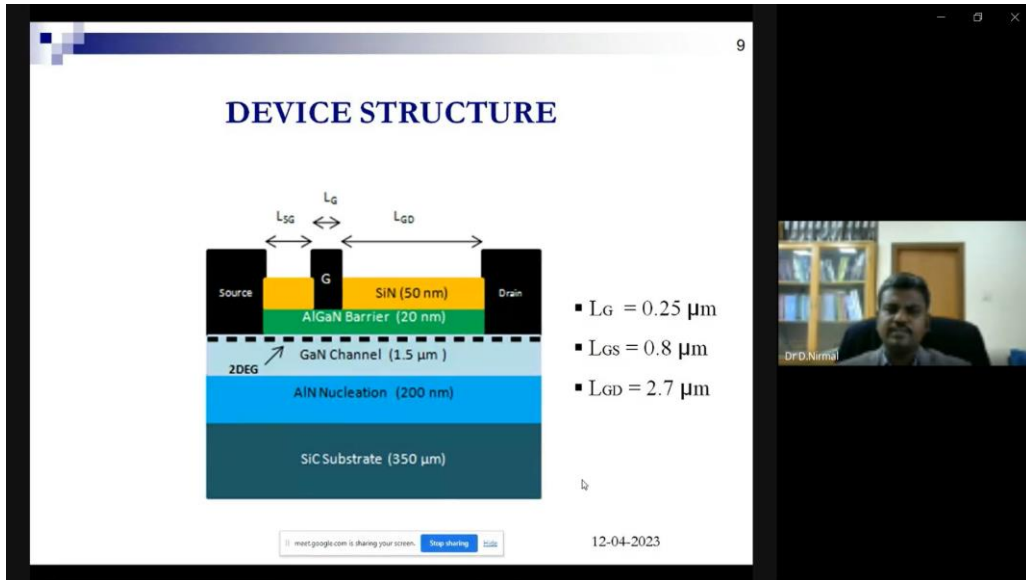 9
DEVICE STRUCTURE
LG
LSG
LGD
G
Source
SiN (50 nm)
Drain
AlGaN Barrier (20 nm)
GaN Channel (1.5 µm )
2DEG
AlN Nucleation (200 nm)
SiC Substrate (350 µm)
▪ LG = 0.25 µm
▪ LGS = 0.8 µm
▪ LGD = 2.7 µm
Dr D.Nirmal
meet.google.com is sharing your screen. Stop sharing Hide
12-04-2023